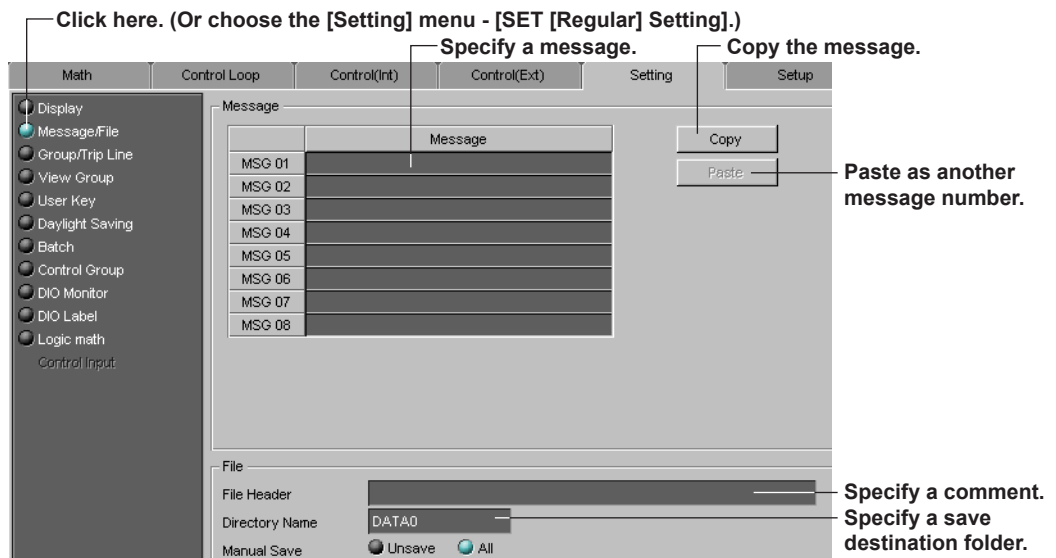 Click here. (Or choose the [Setting] menu - [SET [Regular] Setting].)
Specify a message.
Copy the message.
Math
Control Loop
Control(Int)
Control(Ext)
Setting
Setup
Display
Message/File
Group/Trip Line
View Group
User Key
Daylight Saving
Batch
Control Group
DIO Monitor
DIO Label
Logic math
Control Input
Message
Message
MSG 01
MSG 02
MSG 03
MSG 04
MSG 05
MSG 06
MSG 07
MSG 08
Copy
Paste
Paste as another
message number.
File
File Header
Directory Name
DATA0
Manual Save
Unsave
All
Specify a comment.
Specify a save
destination folder.